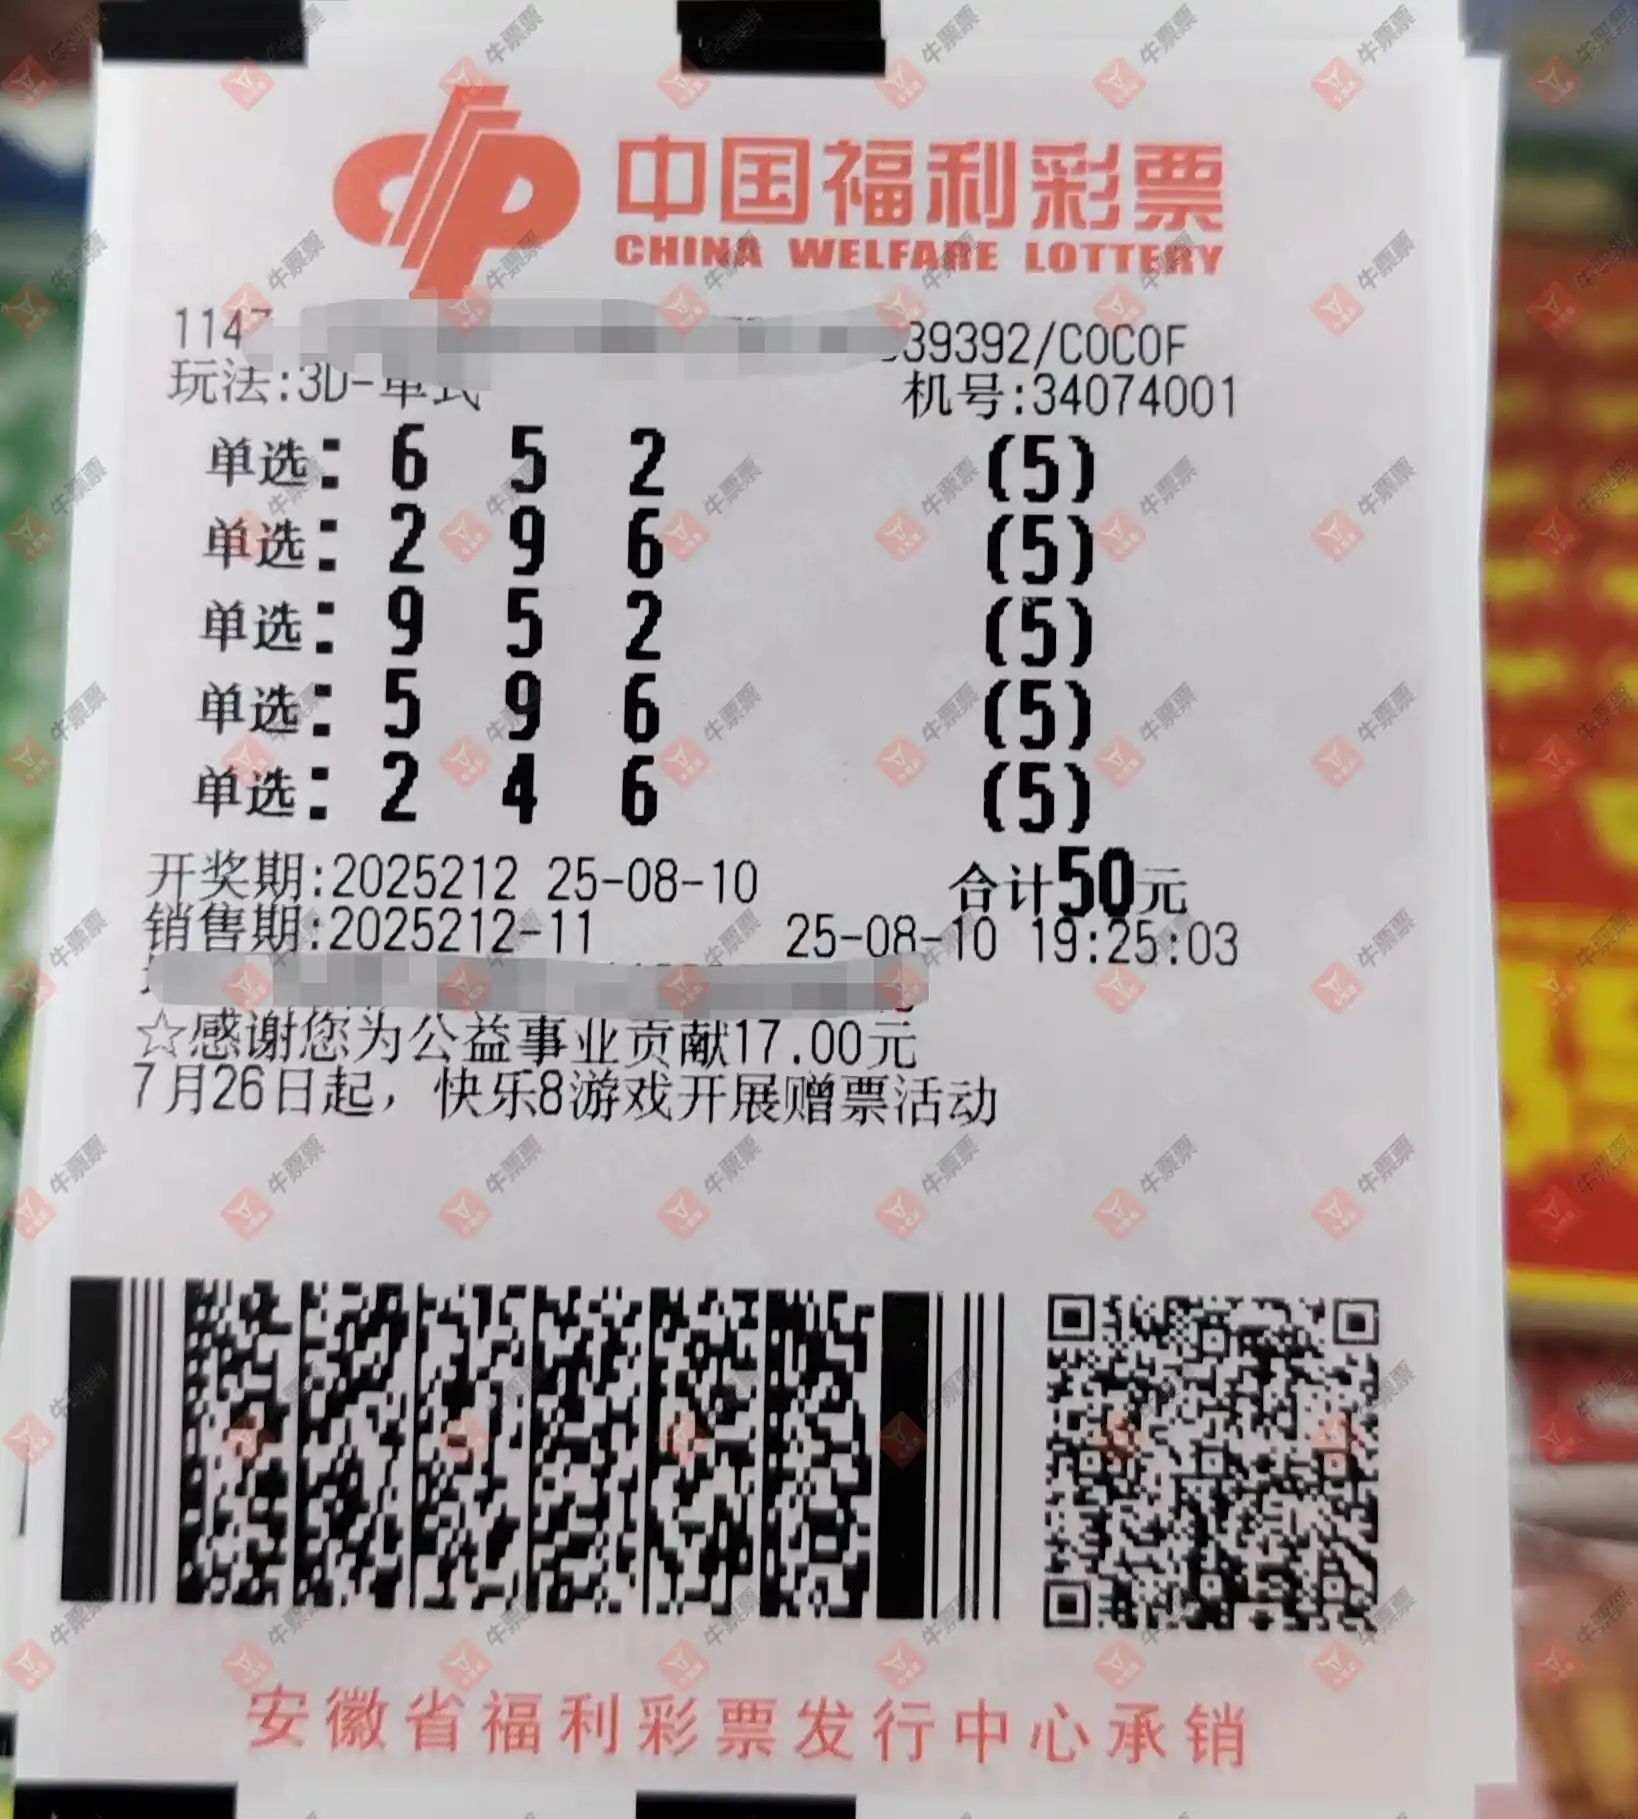 中国福利彩票
CHINA WELFARE LOTTERY
114 39392/C0C0F
玩法:3D-单式 机号:34074001
单选: 6 5 2 (5)
单选: 2 9 6 (5)
单选: 9 5 2 (5)
单选: 5 9 6 (5)
单选: 2 4 6 (5)
开奖期:2025212 25-08-10 合计50元
销售期:2025212-11 25-08-10 19:25:03
☆感谢您为公益事业贡献17.00元
7月26日起，快乐8游戏开展赠票活动
安徽省福利彩票发行中心承销
牛票票